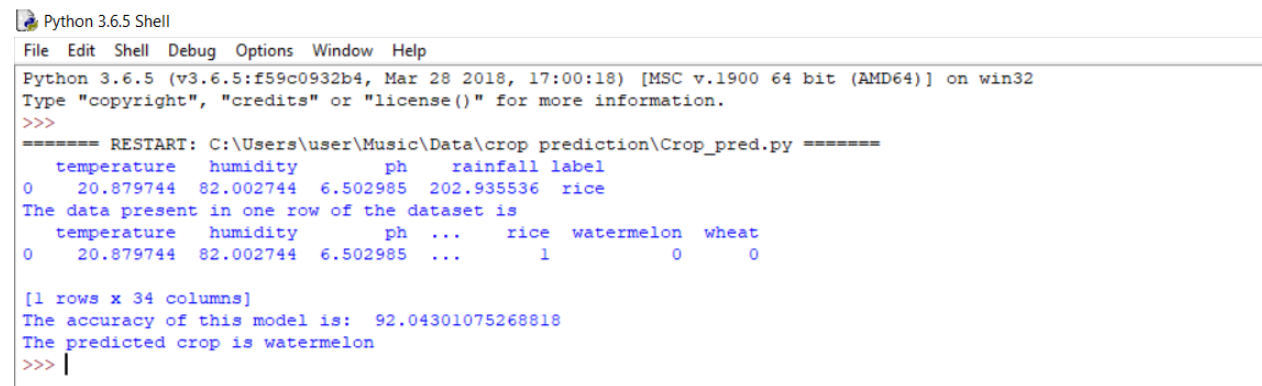 Python 3.6.5 Shell
File Edit Shell Debug Options Window Help
Python 3.6.5 (v3.6.5:f59c0932b4, Mar 28 2018, 17:00:18) [MSC v.1900 64 bit (AMD64)] on win32
Type "copyright", "credits" or "license()" for more information.
>>>
======= RESTART: C:\Users\user\Music\Data\crop prediction\Crop_pred.py =======
   temperature   humidity        ph    rainfall label
0    20.879744  82.002744  6.502985  202.935536  rice
The data present in one row of the dataset is
   temperature   humidity        ph  ...    rice  watermelon  wheat
0    20.879744  82.002744  6.502985  ...       1           0      0
[1 rows x 34 columns]
The accuracy of this model is:  92.04301075268818
The predicted crop is watermelon
>>>